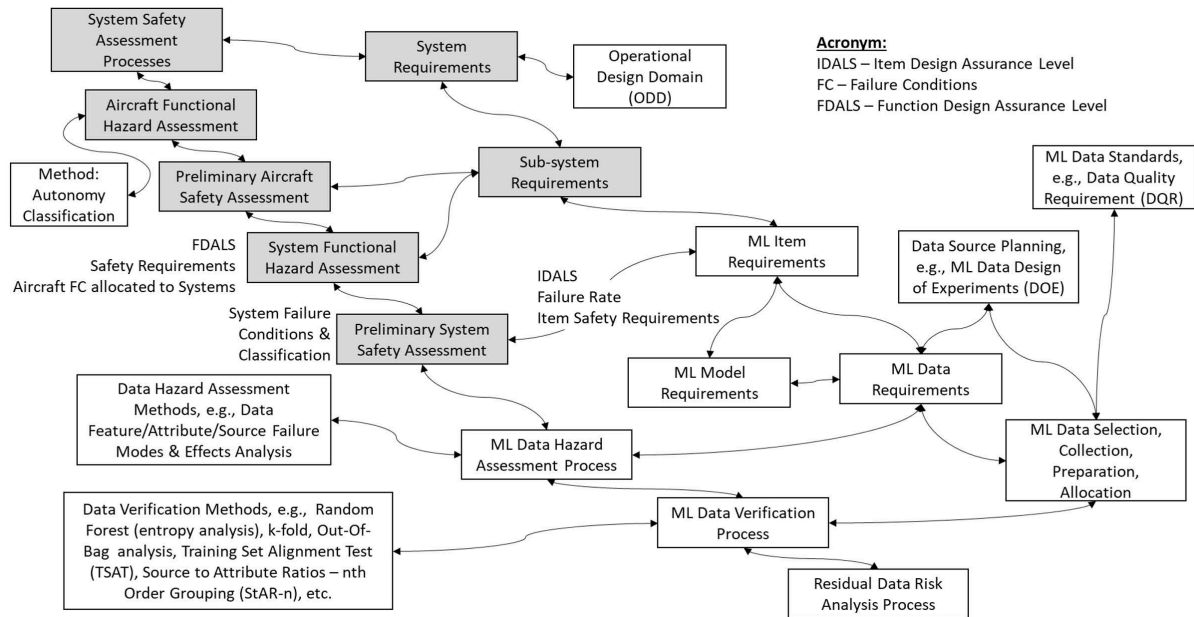 System Safety
Assessment
Processes
System
Requirements
Operational
Design Domain
(ODD)
Acronym:
IDALS – Item Design Assurance Level
FC – Failure Conditions
FDALS – Function Design Assurance Level
Aircraft Functional
Hazard Assessment
Method:
Autonomy
Classification
Preliminary Aircraft
Safety Assessment
Sub-system
Requirements
ML Data Standards,
e.g., Data Quality
Requirement (DQR)
FDALS
Safety Requirements
Aircraft FC allocated to Systems
System Functional
Hazard Assessment
ML Item
Requirements
Data Source Planning,
e.g., ML Data Design
of Experiments (DOE)
IDALS
Failure Rate
Item Safety Requirements
System Failure
Conditions &
Classification
Preliminary System
Safety Assessment
ML Model
Requirements
ML Data
Requirements
Data Hazard Assessment
Methods, e.g., Data
Feature/Attribute/Source Failure
Modes & Effects Analysis
ML Data Hazard
Assessment Process
ML Data Selection,
Collection,
Preparation,
Allocation
Data Verification Methods, e.g., Random
Forest (entropy analysis), k-fold, Out-Of-
Bag analysis, Training Set Alignment Test
(TSAT), Source to Attribute Ratios – nth
Order Grouping (StAR-n), etc.
ML Data Verification
Process
Residual Data Risk
Analysis Process